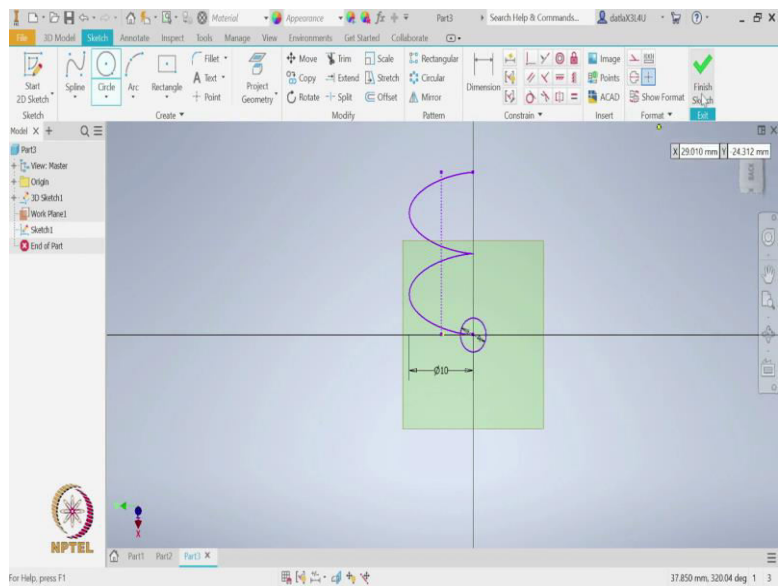 Material Appearance fx Part3 Search Help & Commands... datlaX3L4U
File 3D Model Sketch Annotate Inspect Tools Manage View Environments Get Started Collaborate
Start 2D Sketch Spline Circle Arc Rectangle Fillet Text Point Project Geometry Move Copy Rotate Trim Extend Split Scale Stretch Offset Rectangular Circular Mirror Dimension Image Points ACAD Show Format Finish Sketch
Sketch Create Modify Pattern Constrain Insert Format Exit
Model X +
X 29.010 mm Y -24.312 mm
Part3
View: Master
Origin
3D Sketch1
Work Plane1
Sketch1
End of Part
BACK
Ø10
X
NPTEL
Part1 Part2 Part3 X
For Help, press F1
37.850 mm, 320.04 deg 1 3